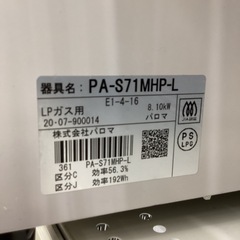 器具名: PA-S71MHP-L
E1-4-16
LPガス用 8.10kW
20-07-900014 パロマ
株式会社パロマ
PS
LPG
361 PA-S71MHP-L
区分C 効率56.3%
区分J 効率192Wh